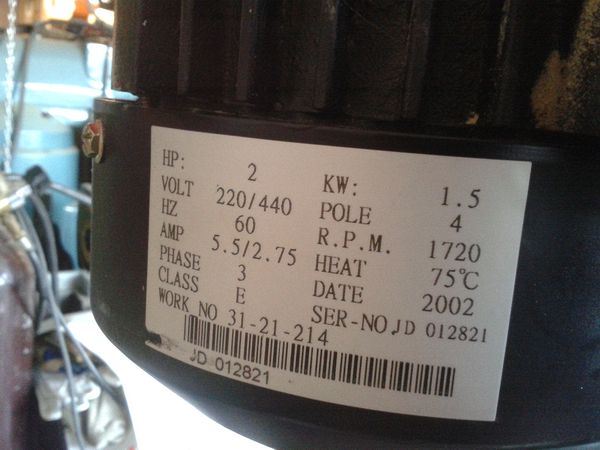 HP: 2 KW: 1.5
VOLT 220/440 POLE 4
HZ 60 R.P.M. 1720
AMP 5.5/2.75 HEAT 75℃
PHASE 3 DATE 2002
CLASS E SER-NO.JD 012821
WORK NO 31-21-214
JD 012821